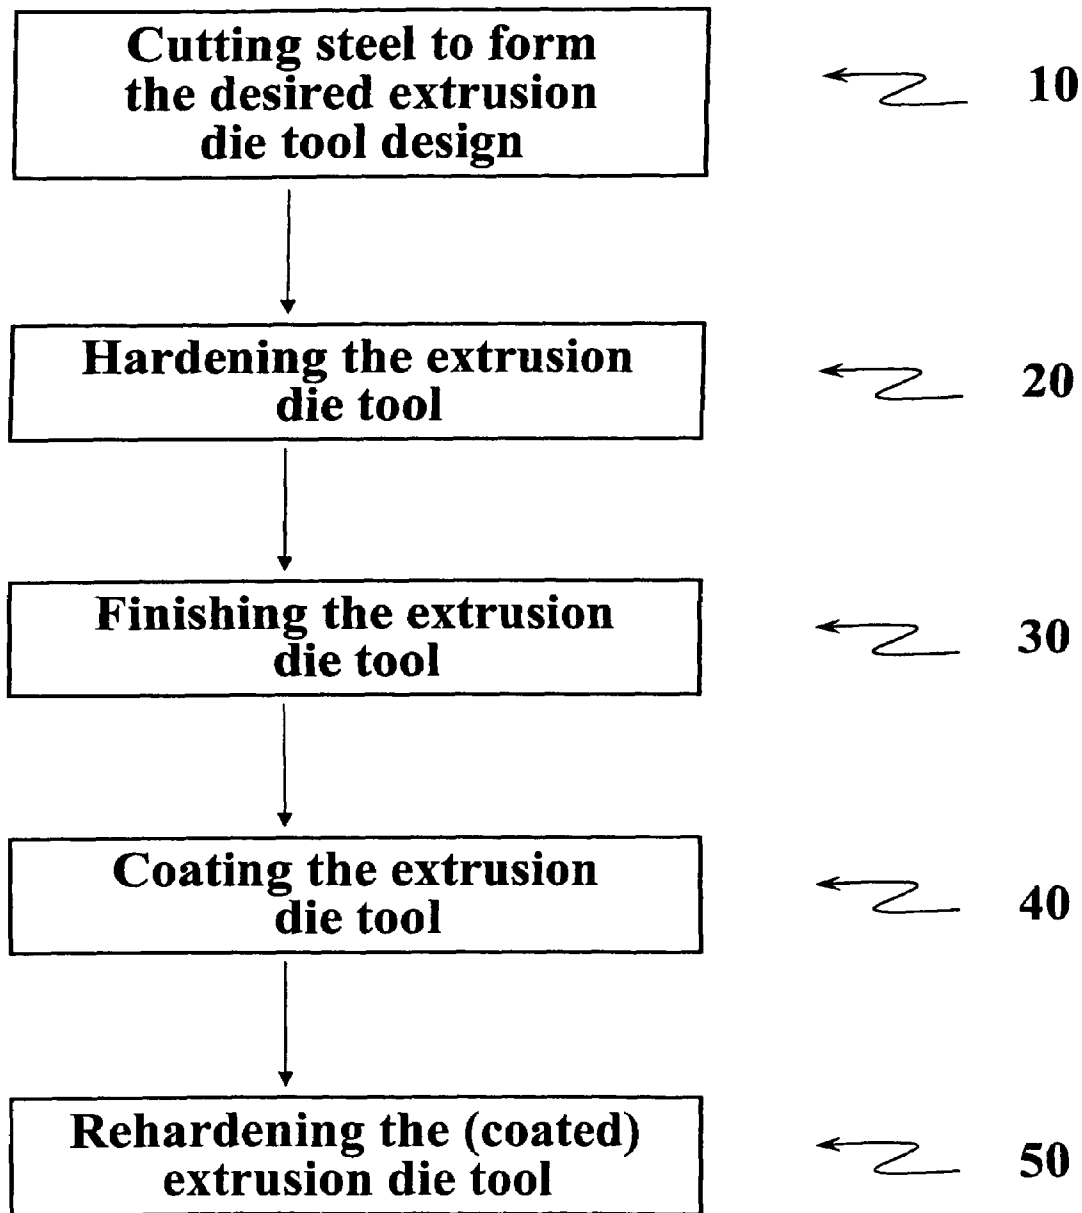 Cutting steel to form
the desired extrusion
die tool design
10
Hardening the extrusion
die tool
20
Finishing the extrusion
die tool
30
Coating the extrusion
die tool
40
Rehardening the (coated)
extrusion die tool
50